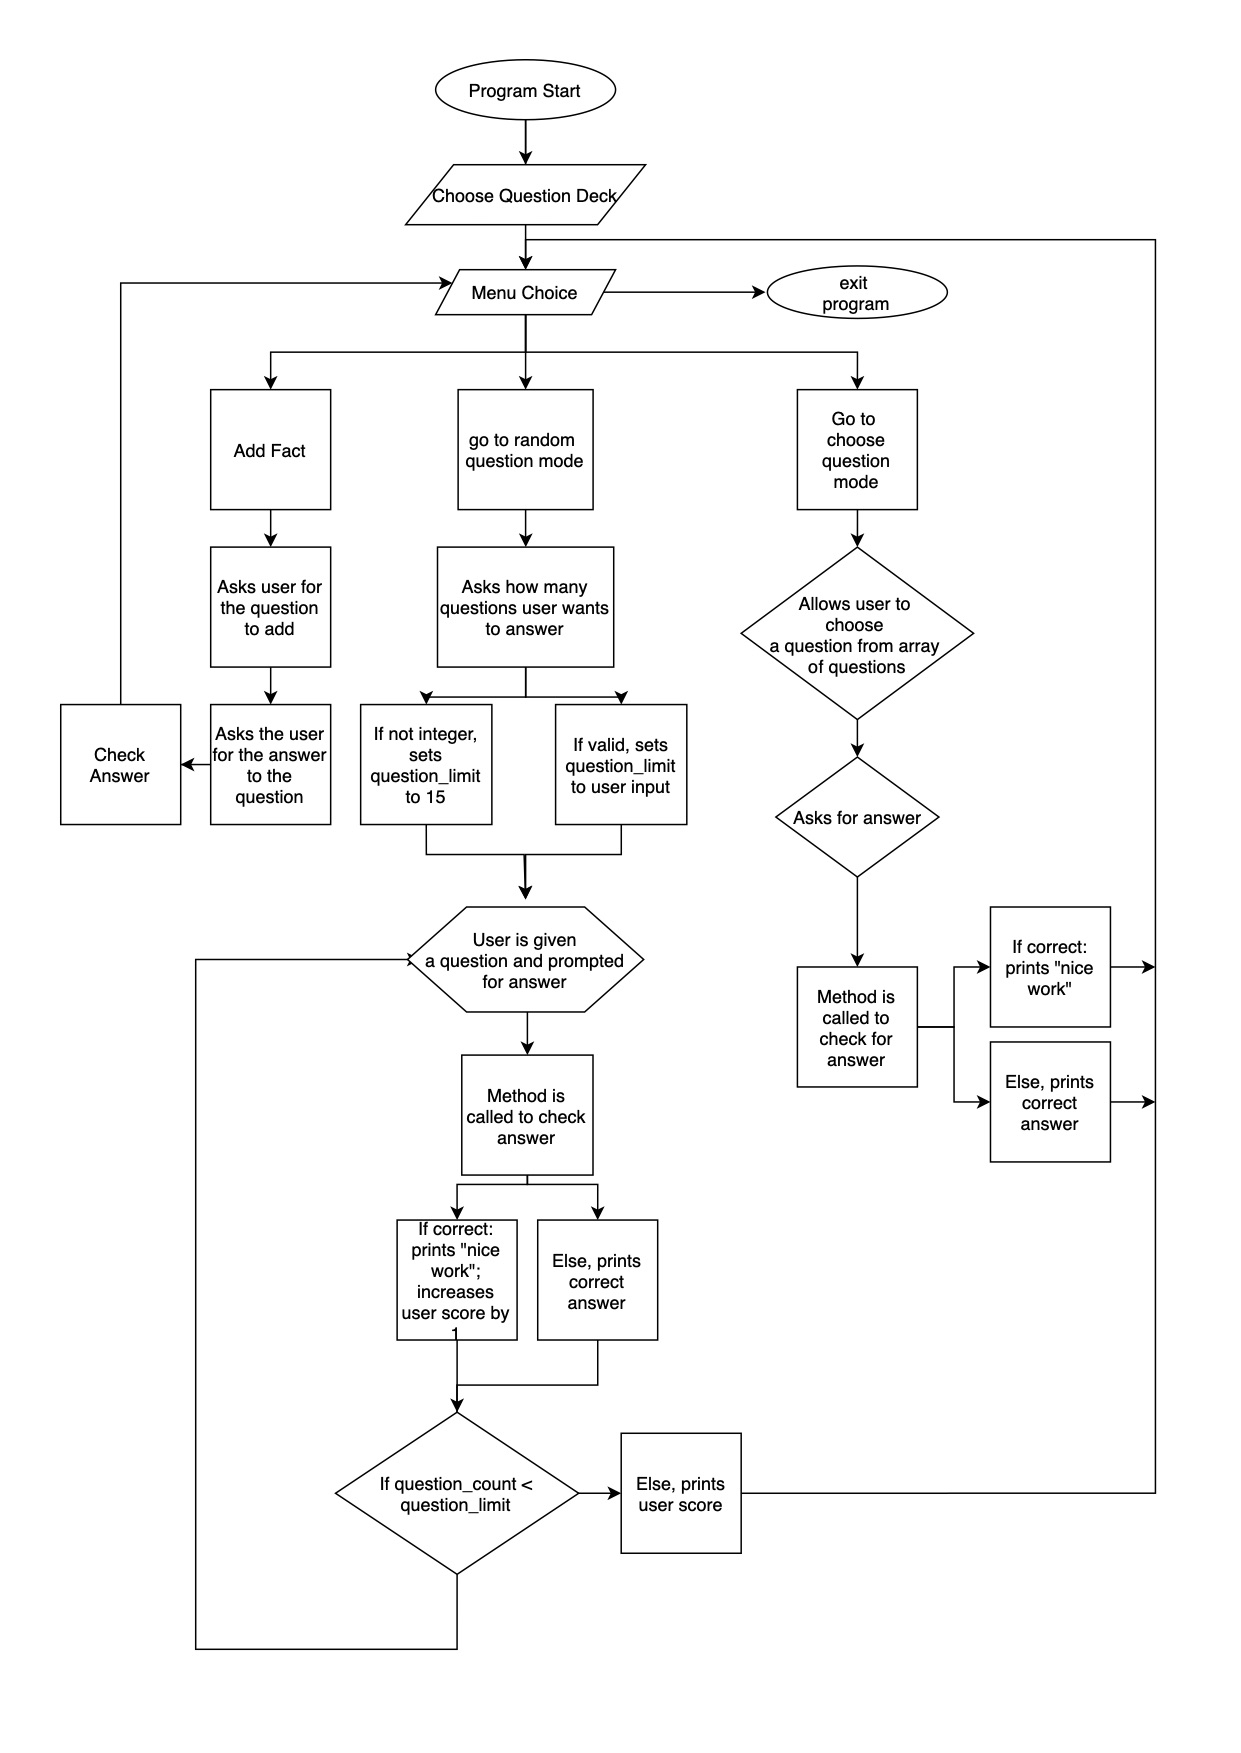 Program Start
Choose Question Deck
Menu Choice
exit
program
Add Fact
go to random
question mode
Go to
choose
question
mode
Asks user for
the question
to add
Asks how many
questions user wants
to answer
Allows user to
choose
a question from array
of questions
Check
Answer
Asks the user
for the answer
to the
question
If not integer,
sets
question_limit
to 15
If valid, sets
question_limit
to user input
Asks for answer
User is given
a question and prompted
for answer
Method is
called to
check for
answer
If correct:
prints "nice
work"
Else, prints
correct
answer
Method is
called to check
answer
If correct:
prints "nice
work";
increases
user score by
1
Else, prints
correct
answer
If question_count <
question_limit
Else, prints
user score